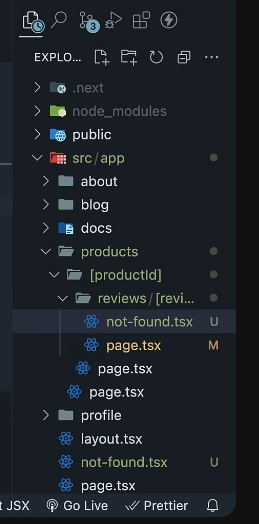 3
EXPLO...
.next
node_modules
public
src/app
about
blog
docs
products
[productId]
reviews/[revi...
not-found.tsx U
page.tsx M
page.tsx
page.tsx
profile
layout.tsx
not-found.tsx U
page.tsx
t JSX Go Live Prettier